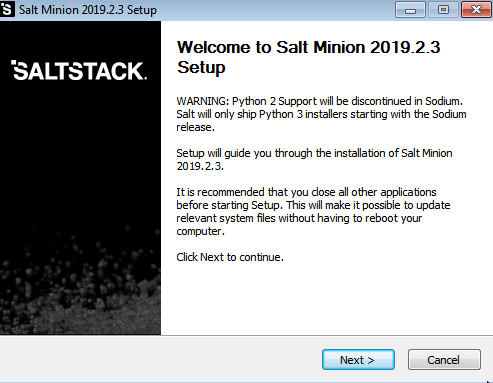 Salt Minion 2019.2.3 Setup
SALTSTACK.
Welcome to Salt Minion 2019.2.3
Setup
WARNING: Python 2 Support will be discontinued in Sodium.
Salt will only ship Python 3 installers starting with the Sodium
release.
Setup will guide you through the installation of Salt Minion
2019.2.3.
It is recommended that you close all other applications
before starting Setup. This will make it possible to update
relevant system files without having to reboot your
computer.
Click Next to continue.
Next >
Cancel